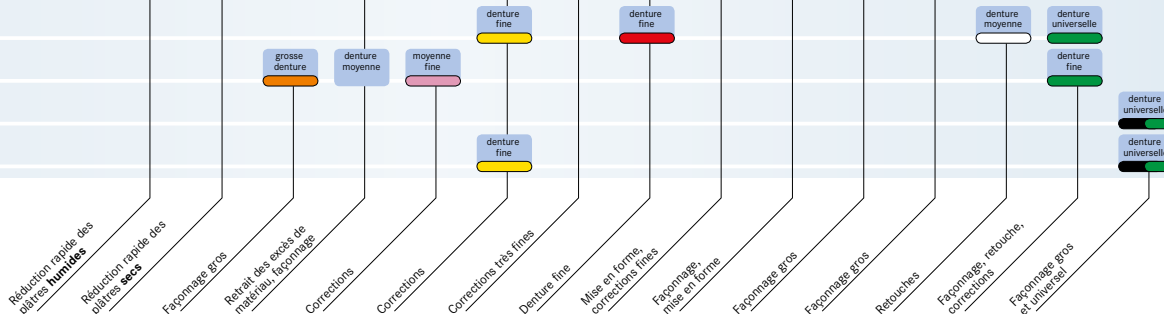 denture
fine
denture
fine
denture
moyenne
denture
universelle
grosse
denture
denture
moyenne
moyenne
fine
denture
fine
denture
universelle
denture
fine
denture
universelle
Réduction rapide des
plâtres humides
Réduction rapide des
plâtres secs
Façonnage gros
Retrait des excès de
matériau, façonnage
Corrections
Corrections
Corrections très fines
Denture fine
Mise en forme,
corrections fines
Façonnage,
mise en forme
Façonnage gros
Façonnage gros
Retouches
Façonnage, retouche,
corrections
Façonnage gros
et universel